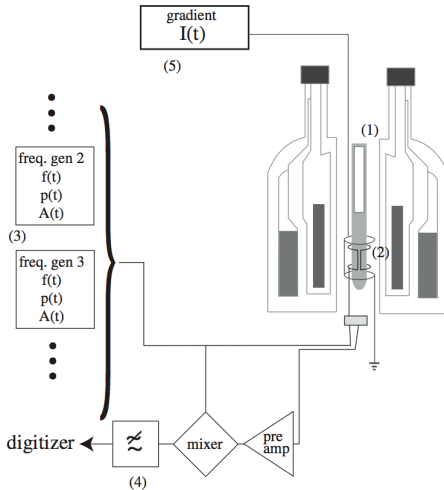 gradient
I(t)
(5)
(1)
freq. gen 2
f(t)
p(t)
A(t)
(3)
(2)
freq. gen 3
f(t)
p(t)
A(t)
digitizer
mixer
pre
amp
(4)